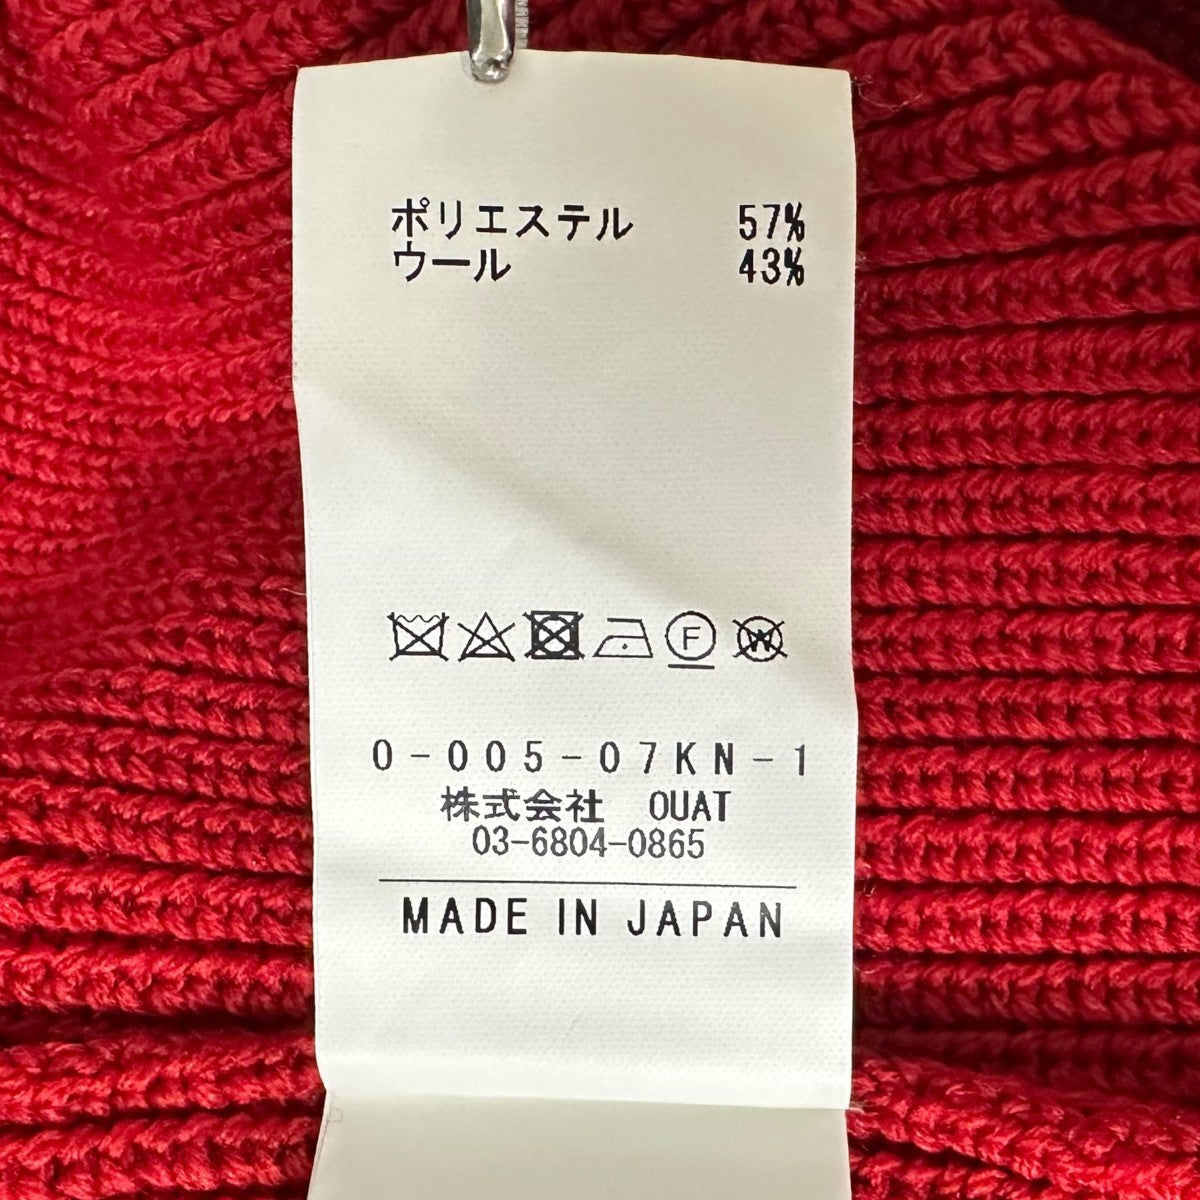 ポリエステル 57%
ウール 43%
F W
0-005-07KN-1
株式会社 OUAT
03-6804-0865
MADE IN JAPAN